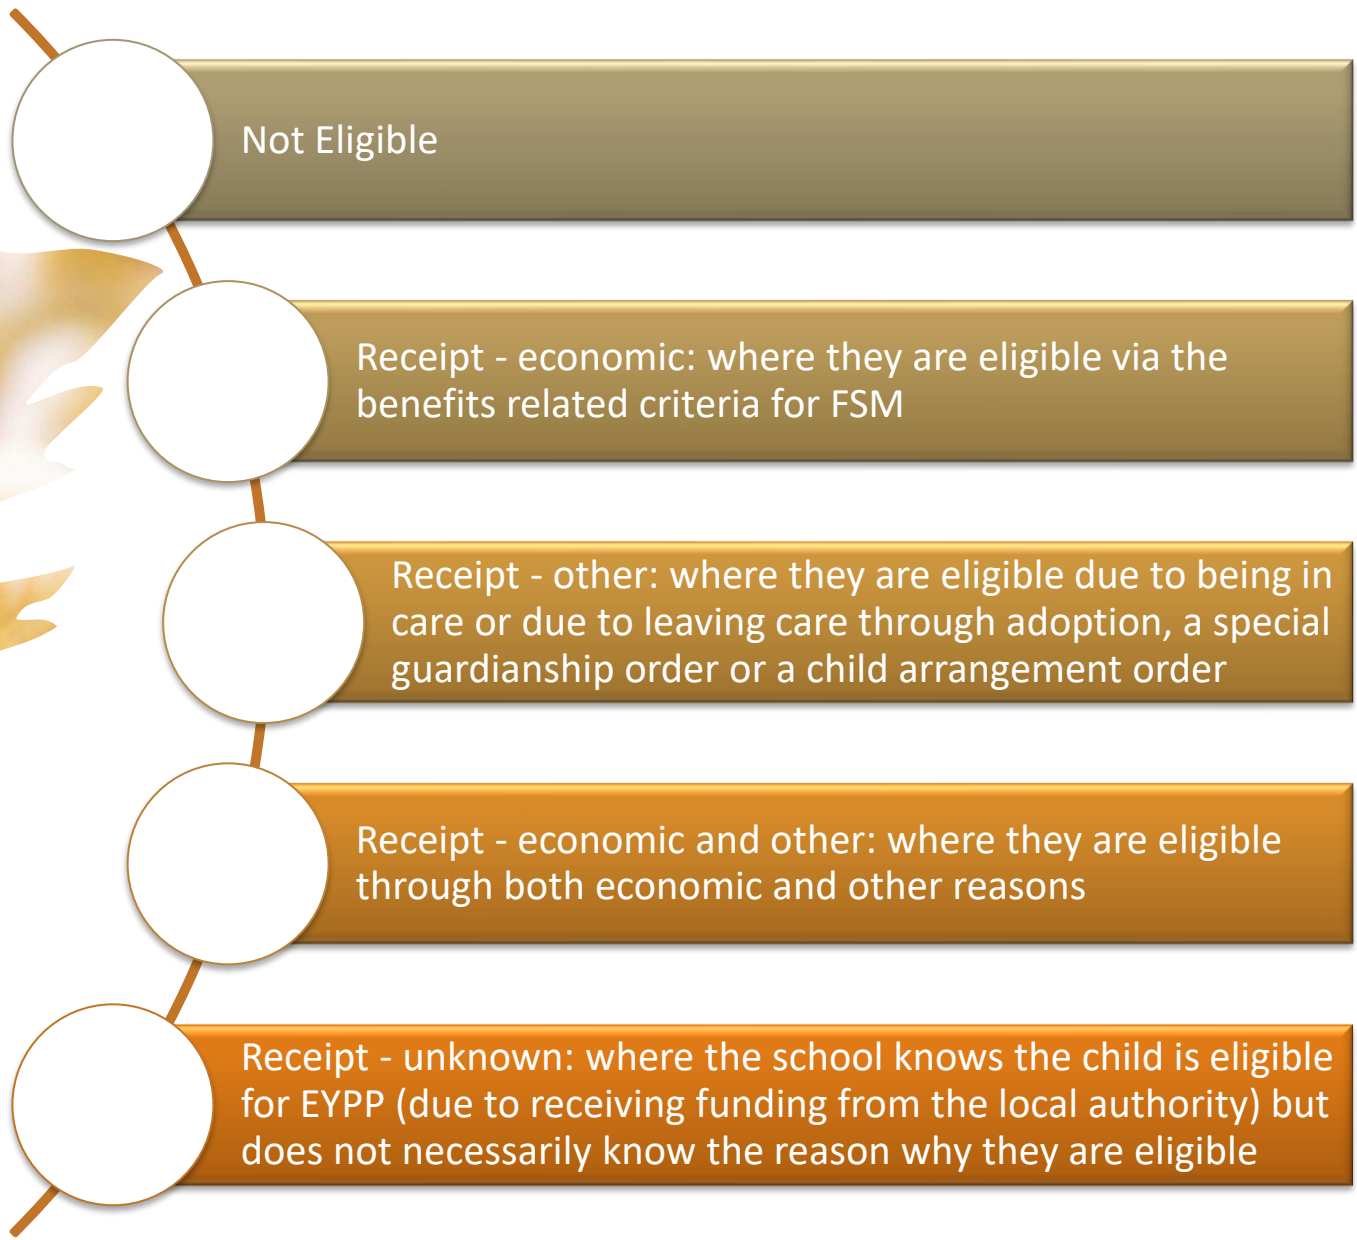 Not Eligible
Receipt - economic: where they are eligible via the
benefits related criteria for FSM
Receipt - other: where they are eligible due to being in
care or due to leaving care through adoption, a special
guardianship order or a child arrangement order
Receipt - economic and other: where they are eligible
through both economic and other reasons
Receipt - unknown: where the school knows the child is eligible
for EYPP (due to receiving funding from the local authority) but
does not necessarily know the reason why they are eligible